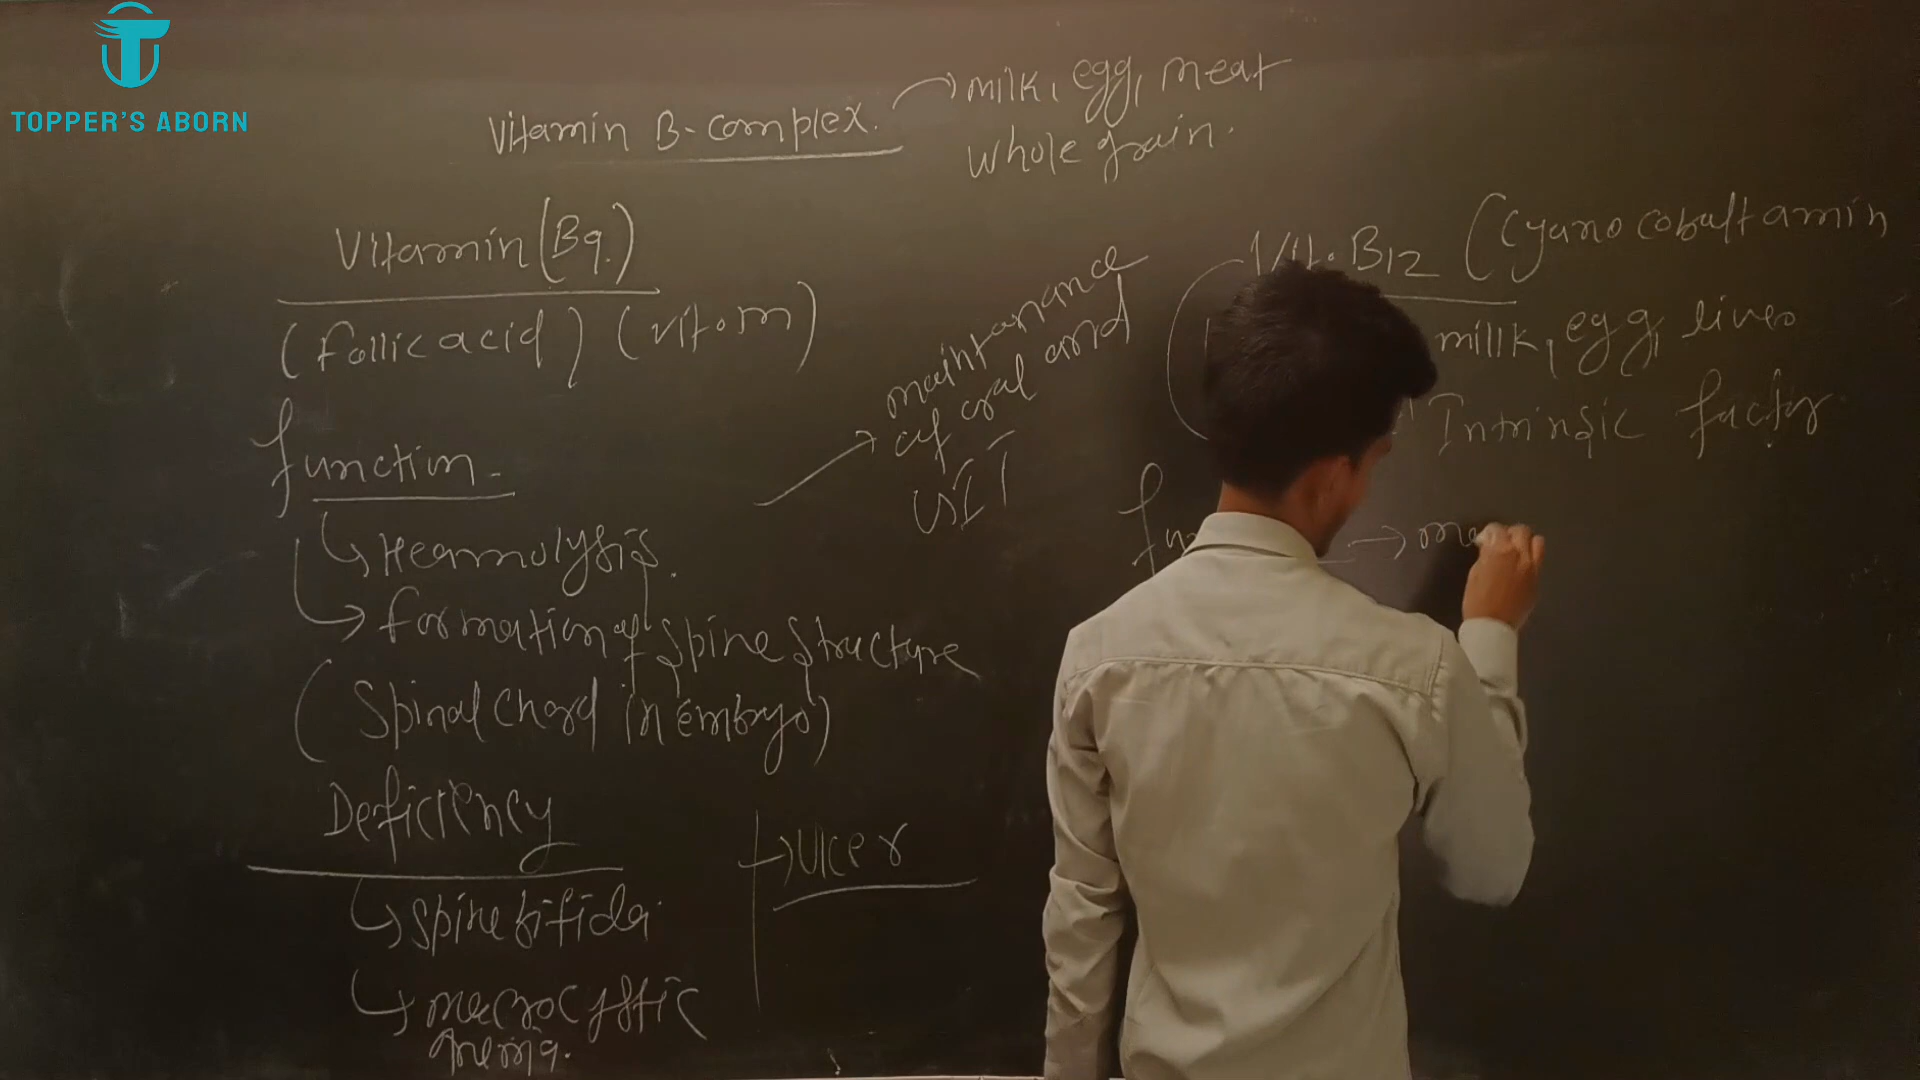 TOPPER'S ABORN
Vitamin B-complex. milk, egg, meat
whole grain.
Vitamin (B9.)
(follic acid) (vit.m)
function-
Heamolysis.
formation of spine structure
(Spinal Chord in embryo)
maintanance
of oral and
GIT
Deficiency
spine bifida.
macrocystic
anemia.
Ulcer
Vit. B12 (Cyano cobaltamin
millk, egg, liver
Intrinsic factor